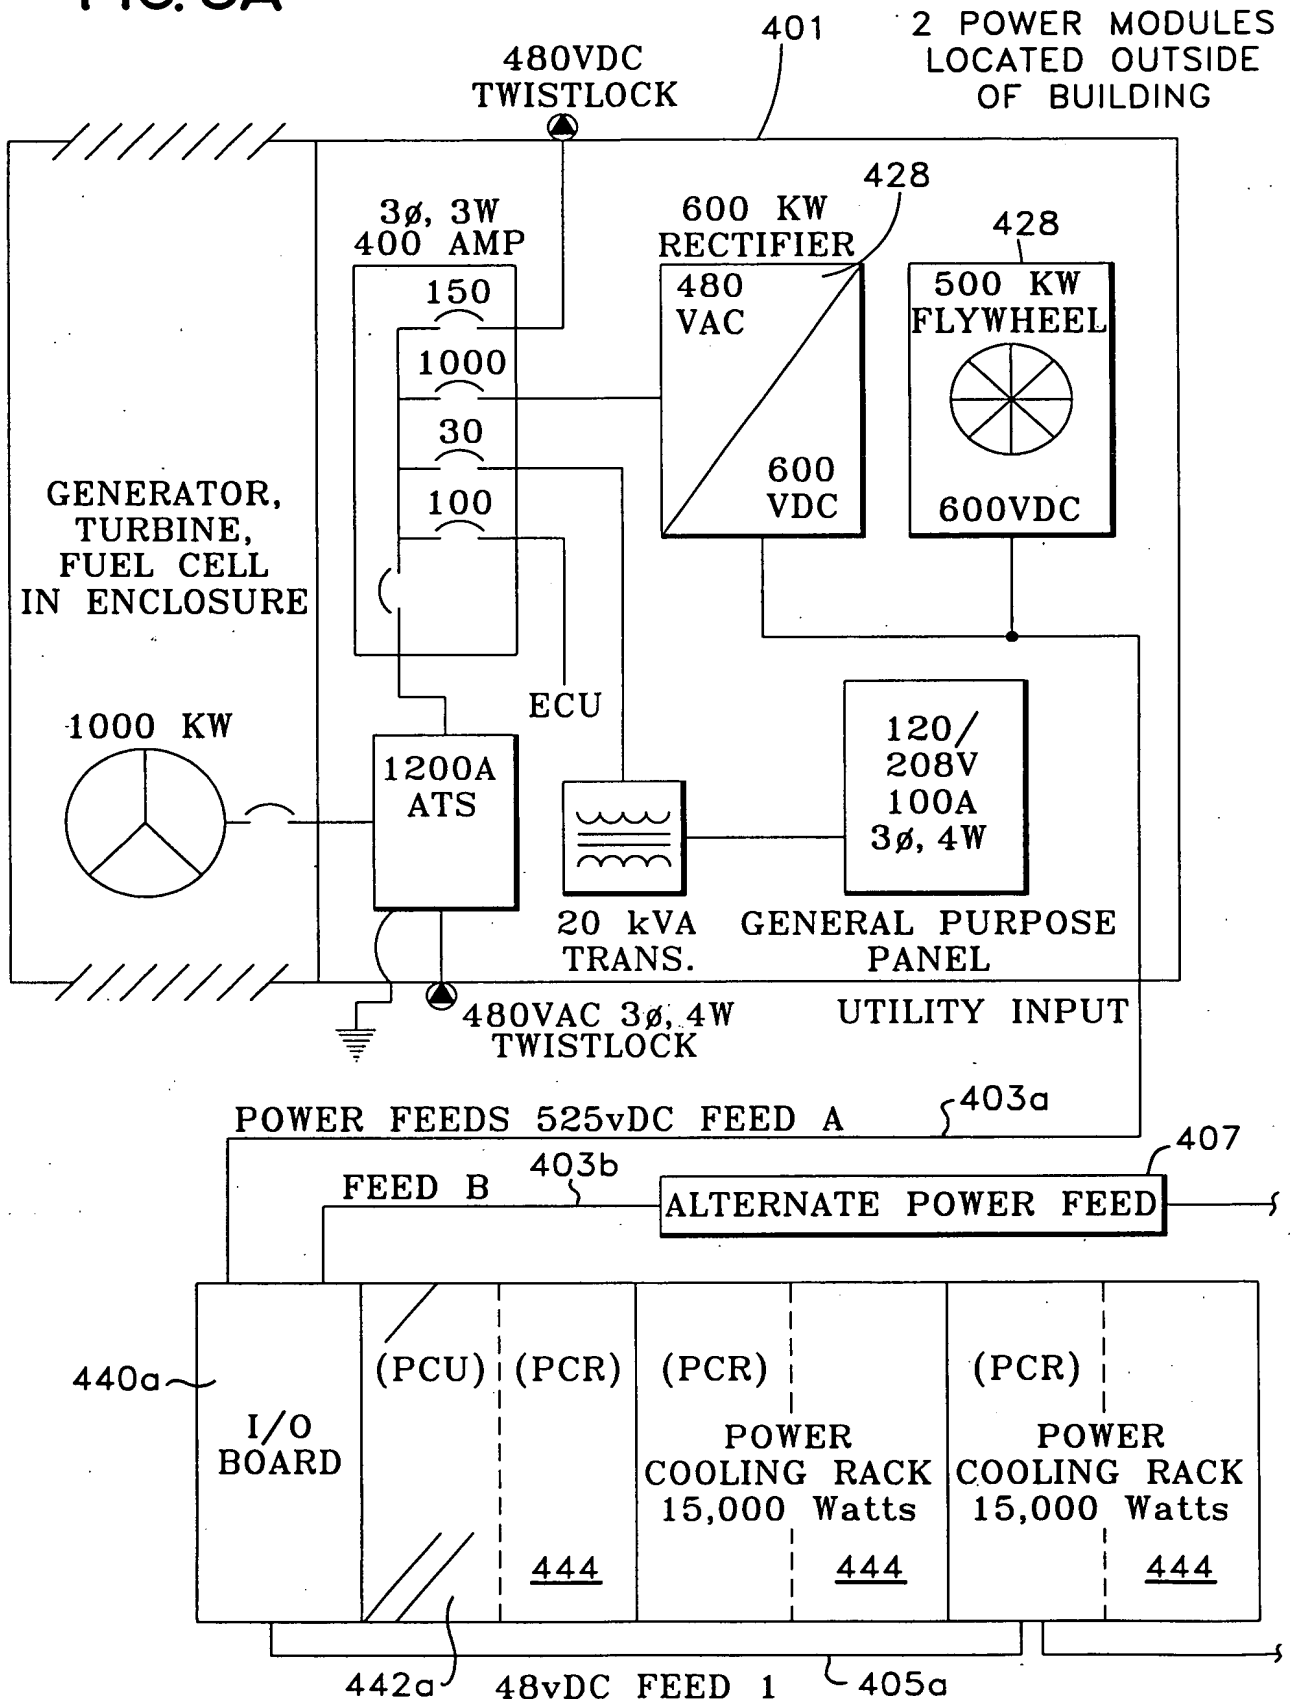 FIG. 8A
401
2 POWER MODULES
LOCATED OUTSIDE
OF BUILDING
480VDC
TWISTLOCK
3ø, 3W
400 AMP
150
1000
30
100
600 KW
RECTIFIER
428
480
VAC
600
VDC
428
500 KW
FLYWHEEL
600VDC
GENERATOR,
TURBINE,
FUEL CELL
IN ENCLOSURE
1000 KW
ECU
1200A
ATS
120/
208V
100A
3ø, 4W
20 kVA
TRANS.
GENERAL PURPOSE
PANEL
480VAC 3ø, 4W
TWISTLOCK
UTILITY INPUT
POWER FEEDS 525vDC FEED A
403a
FEED B
403b
407
ALTERNATE POWER FEED
440a
I/O
BOARD
(PCU)
(PCR)
444
(PCR)
POWER
COOLING RACK
15,000 Watts
444
(PCR)
POWER
COOLING RACK
15,000 Watts
444
442a
48vDC FEED 1
405a